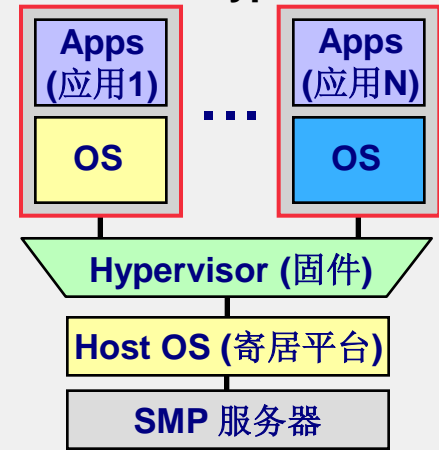 Apps
(应用1)
OS
...
Apps
(应用N)
OS
Hypervisor (固件)
Host OS (寄居平台)
SMP 服务器